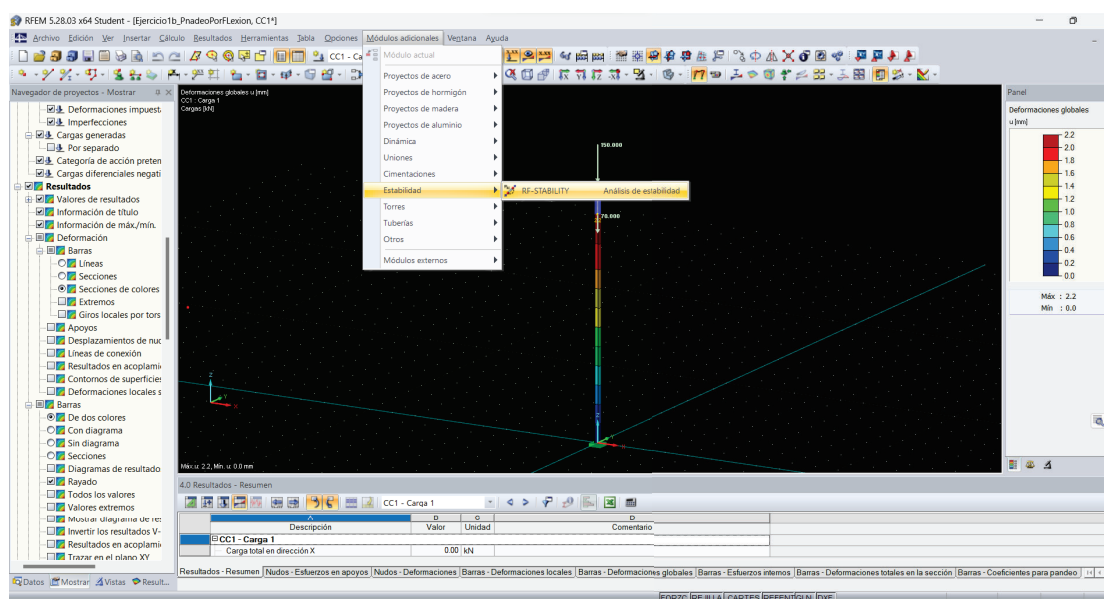 RFEM 5.28.03 x64 Student - [Ejercicio1b_PnadeoPorFLexion, CC1*]
Archivo Edición Ver Insertar Cálculo Resultados Herramientas Tabla Opciones Módulos adicionales Ventana Ayuda
CC1 - Ca
Módulo actual
Proyectos de acero
Proyectos de hormigón
Proyectos de madera
Proyectos de aluminio
Dinámica
Uniones
Cimentaciones
Estabilidad
RF-STABILITY Análisis de estabilidad
Torres
Tuberías
Otros
Módulos externos
Navegador de proyectos - Mostrar
Deformaciones impuest
Imperfecciones
Cargas generadas
Por separado
Categoría de acción preten
Cargas diferenciales negati
Resultados
Valores de resultados
Información de título
Información de máx./mín.
Deformación
Barras
Líneas
Secciones
Secciones de colores
Extremos
Giros locales por tors
Apoyos
Desplazamientos de nuc
Líneas de conexión
Resultados en acoplamie
Contornos de superficies
Deformaciones locales s
Barras
De dos colores
Con diagrama
Sin diagrama
Secciones
Diagramas de resultado
Rayado
Todos los valores
Valores extremos
Mostrar diagrama de res
Invertir los resultados V-
Resultados en acoplamie
Trazar en el plano XY
Datos Mostrar Vistas Result...
Deformaciones globales u [mm]
CC1 : Carga 1
Cargas [kN]
150.000
70.000
Z
Y
X
Máx u: 2.2, Mín. u: 0.0 mm
Panel
Deformaciones globales
u [mm]
2.2
2.0
1.8
1.6
1.4
1.2
1.0
0.8
0.6
0.4
0.2
0.0
Máx : 2.2
Mín : 0.0
4.0 Resultados - Resumen
CC1 - Carga 1
Descripción Valor Unidad Comentario
CC1 - Carga 1
Carga total en dirección X 0.00 kN
Resultados - Resumen Nudos - Esfuerzos en apoyos Nudos - Deformaciones Barras - Deformaciones locales Barras - Deformaciones globales Barras - Esfuerzos internos Barras - Deformaciones totales en la sección Barras - Coeficientes para pandeo